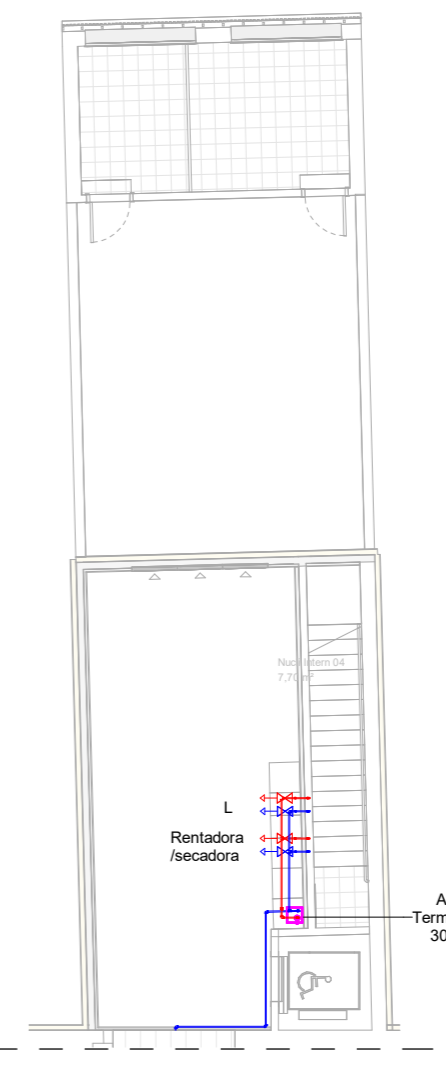 Nucli Intern 04
7,70 m²
L
Rentadora
/secadora
A
Term
30